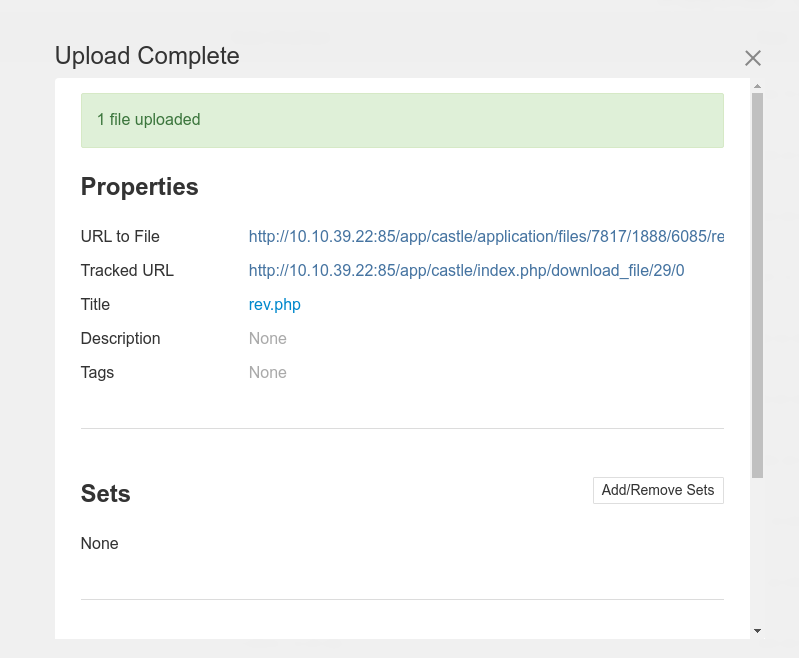 Upload Complete
1 file uploaded
Properties
URL to File http://10.10.39.22:85/app/castle/application/files/7817/1888/6085/re
Tracked URL http://10.10.39.22:85/app/castle/index.php/download_file/29/0
Title rev.php
Description None
Tags None
Sets Add/Remove Sets
None